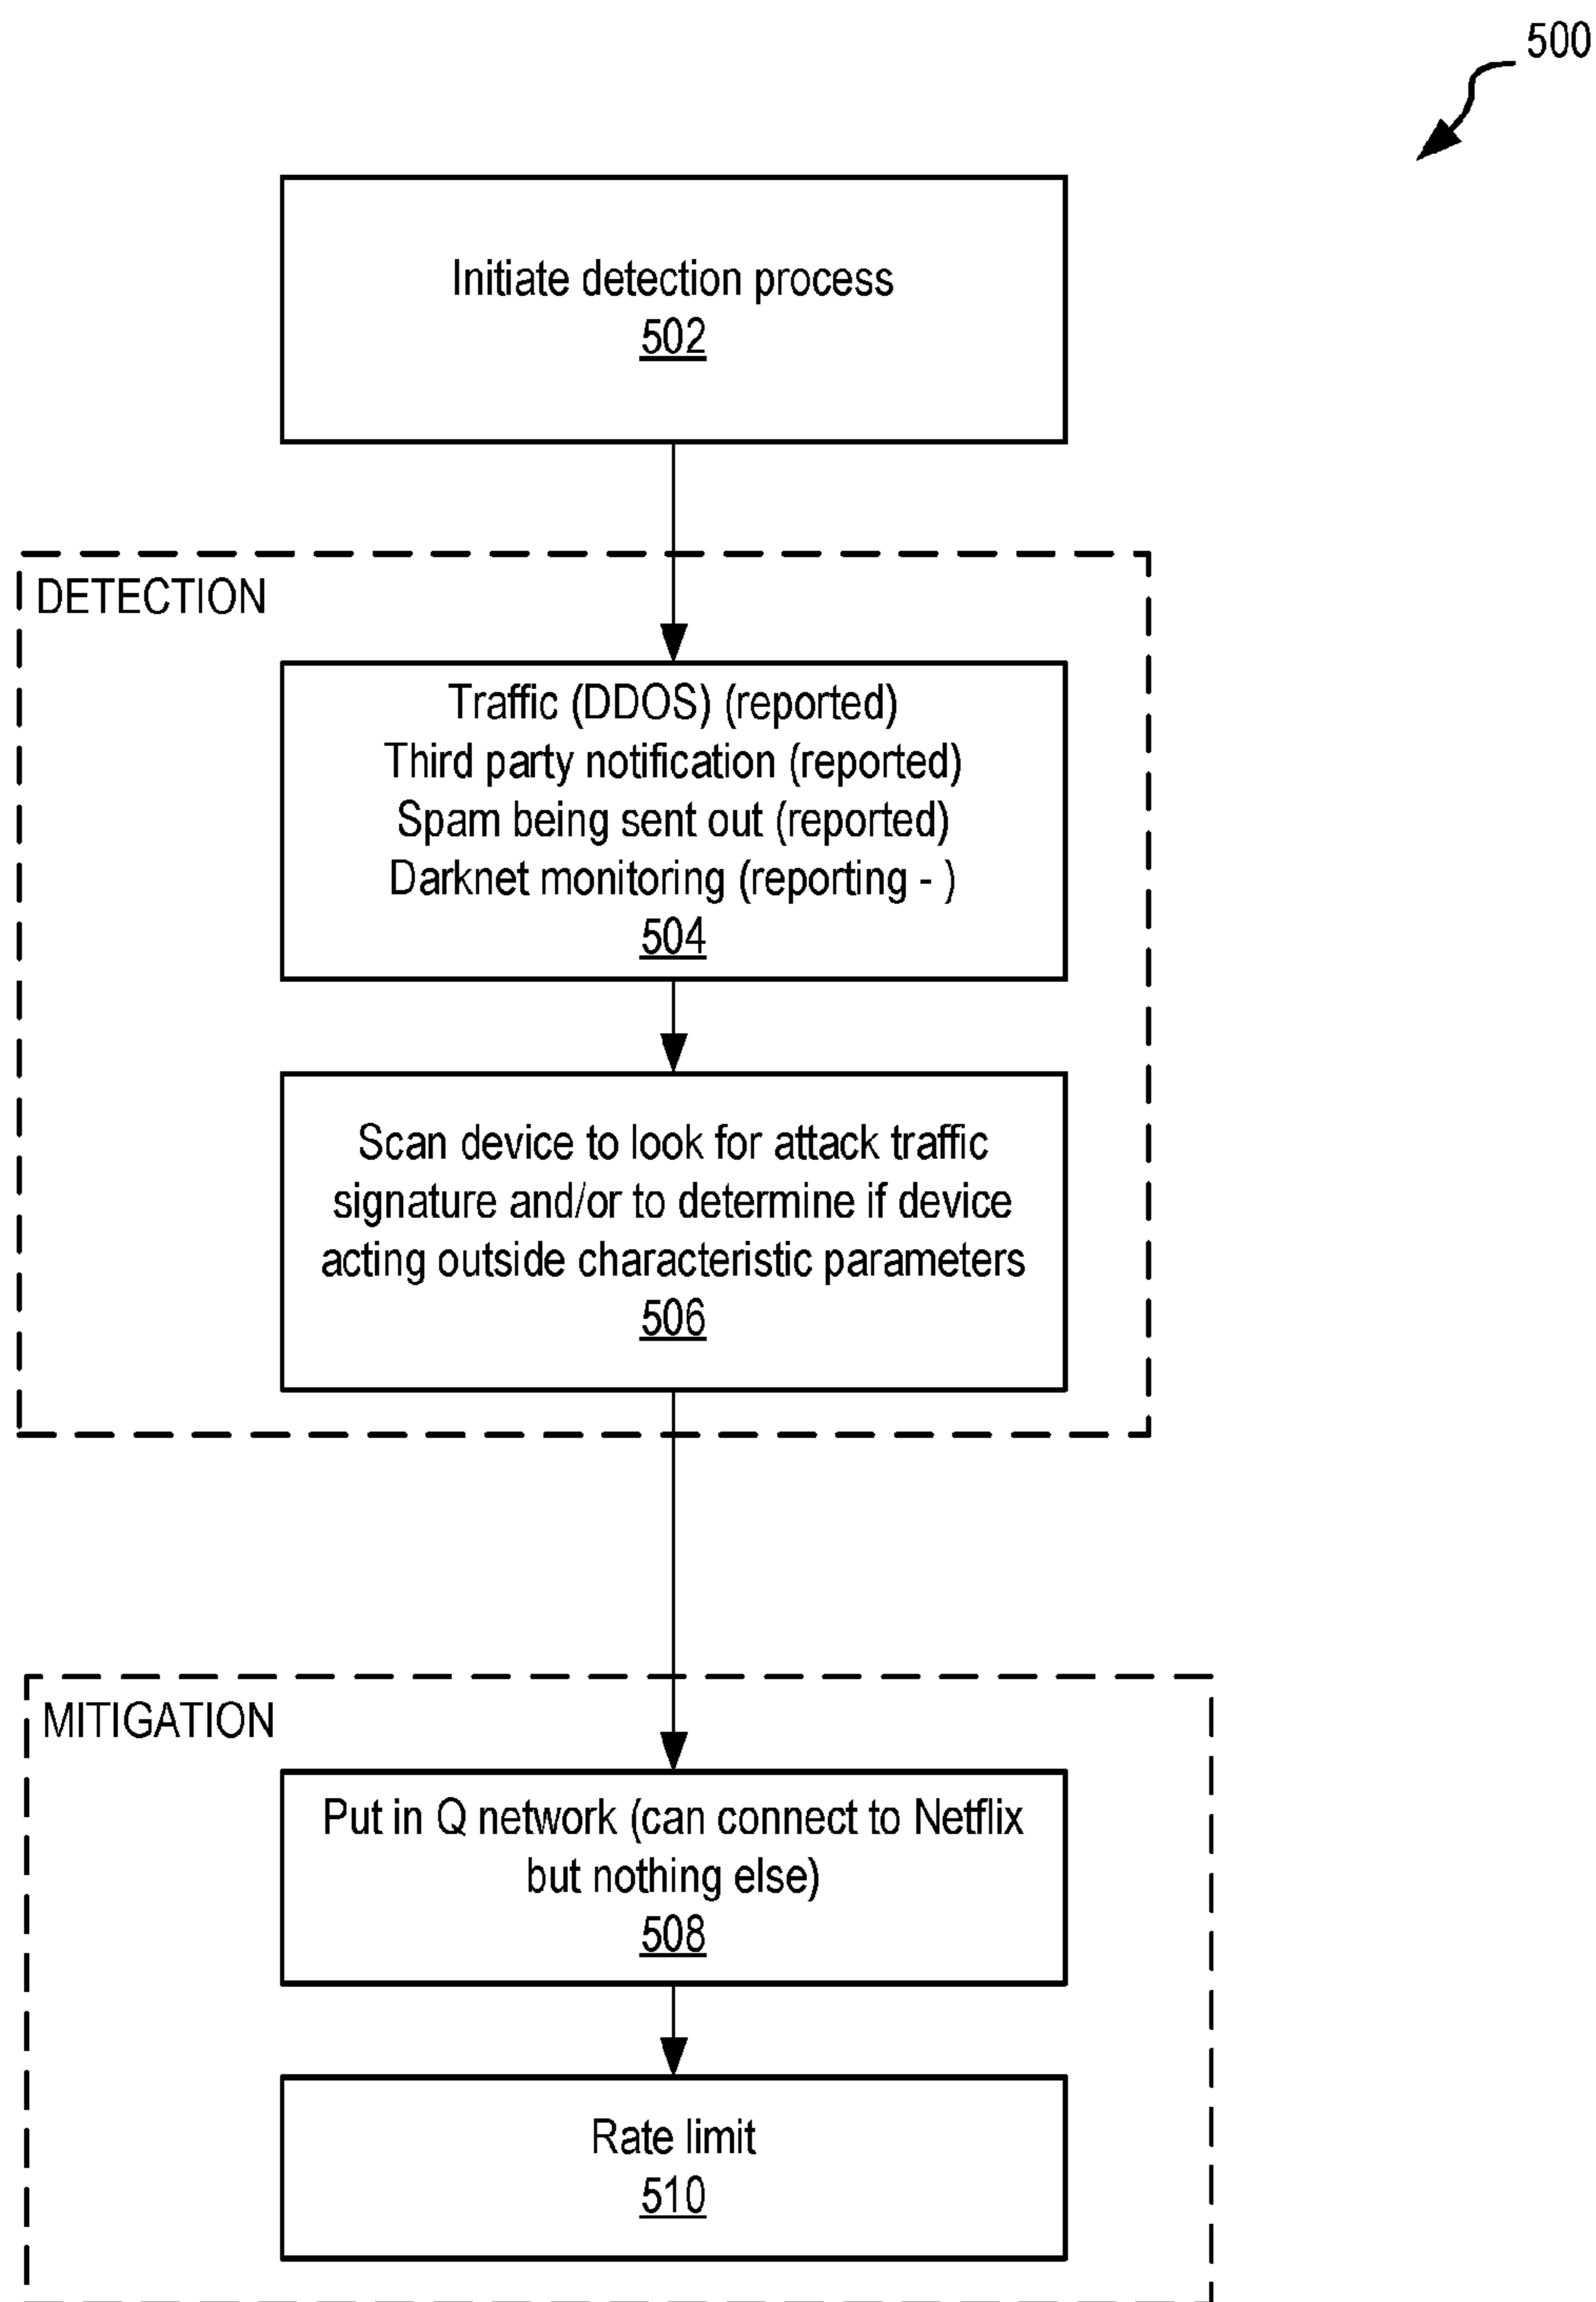 500
Initiate detection process
502
DETECTION
Traffic (DDOS) (reported)
Third party notification (reported)
Spam being sent out (reported)
Darknet monitoring (reporting - )
504
Scan device to look for attack traffic
signature and/or to determine if device
acting outside characteristic parameters
506
MITIGATION
Put in Q network (can connect to Netflix
but nothing else)
508
Rate limit
510